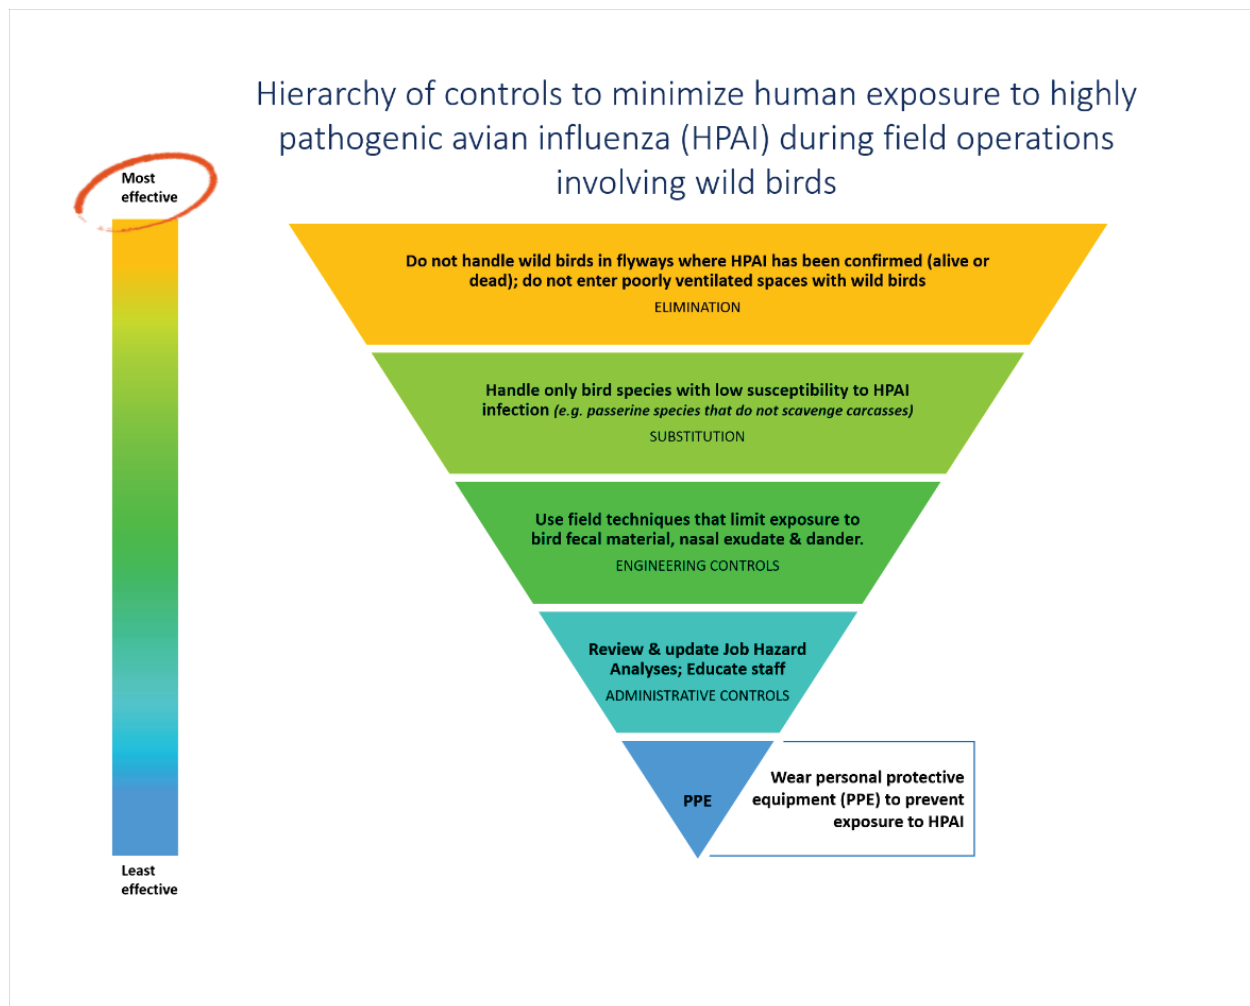 Hierarchy of controls to minimize human exposure to highly
pathogenic avian influenza (HPAI) during field operations
involving wild birds
Most
effective
Do not handle wild birds in flyways where HPAI has been confirmed (alive or
dead); do not enter poorly ventilated spaces with wild birds
ELIMINATION
Handle only bird species with low susceptibility to HPAI
infection (e.g. passerine species that do not scavenge carcasses)
SUBSTITUTION
Use field techniques that limit exposure to
bird fecal material, nasal exudate & dander.
ENGINEERING CONTROLS
Review & update Job Hazard
Analyses; Educate staff
ADMINISTRATIVE CONTROLS
PPE
Wear personal protective
equipment (PPE) to prevent
exposure to HPAI
Least
effective